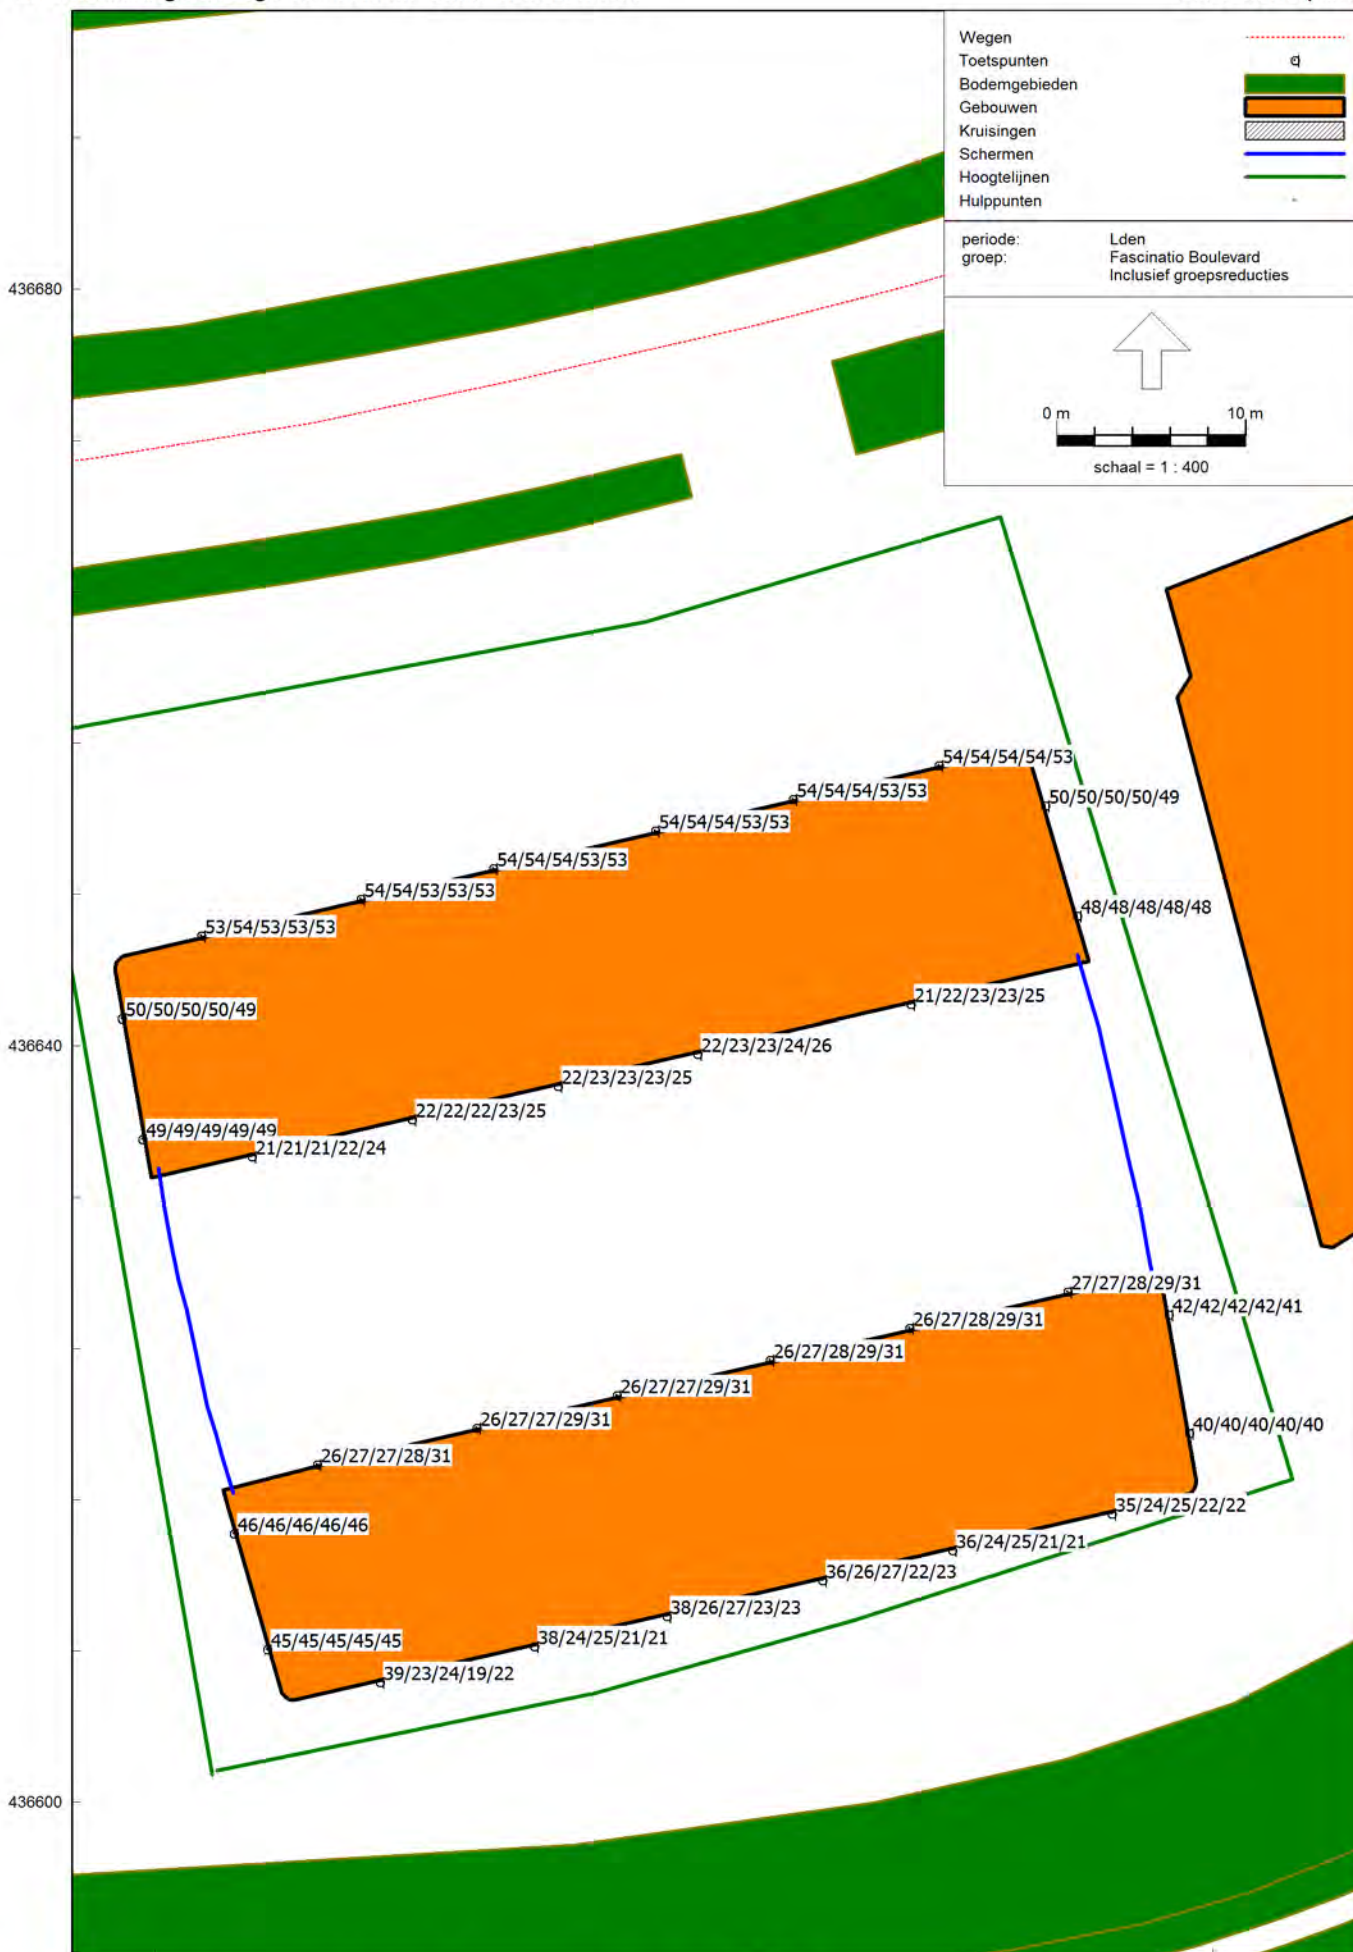 Wegen
Toetspunten
Bodemgebieden
Gebouwen
Kruisingen
Schermen
Hoogtelijnen
Hulppunten
periode: Lden
groep: Fascinatio Boulevard
Inclusief groepsreducties
436680
0 m 10 m
schaal = 1 : 400
54/54/54/54/53
54/54/54/53/53
50/50/50/50/49
54/54/54/53/53
54/54/54/53/53
54/54/53/53/53
53/54/53/53/53
48/48/48/48/48
50/50/50/50/49
21/22/23/23/25
436640
22/23/23/24/26
22/23/23/23/25
22/22/22/23/25
49/49/49/49/49
21/21/21/22/24
27/27/28/29/31
42/42/42/42/41
26/27/28/29/31
26/27/28/29/31
26/27/27/29/31
26/27/27/29/31
40/40/40/40/40
26/27/27/28/31
35/24/25/22/22
46/46/46/46/46
36/24/25/21/21
36/26/27/22/23
38/26/27/23/23
38/24/25/21/21
45/45/45/45/45
39/23/24/19/22
436600